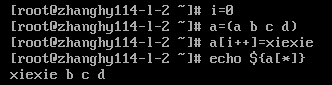 [root@zhanghy114-l-2 ~]# i=0
[root@zhanghy114-l-2 ~]# a=(a b c d)
[root@zhanghy114-l-2 ~]# a[i++]=xiexie
[root@zhanghy114-l-2 ~]# echo ${a[*]}
xiexie b c d